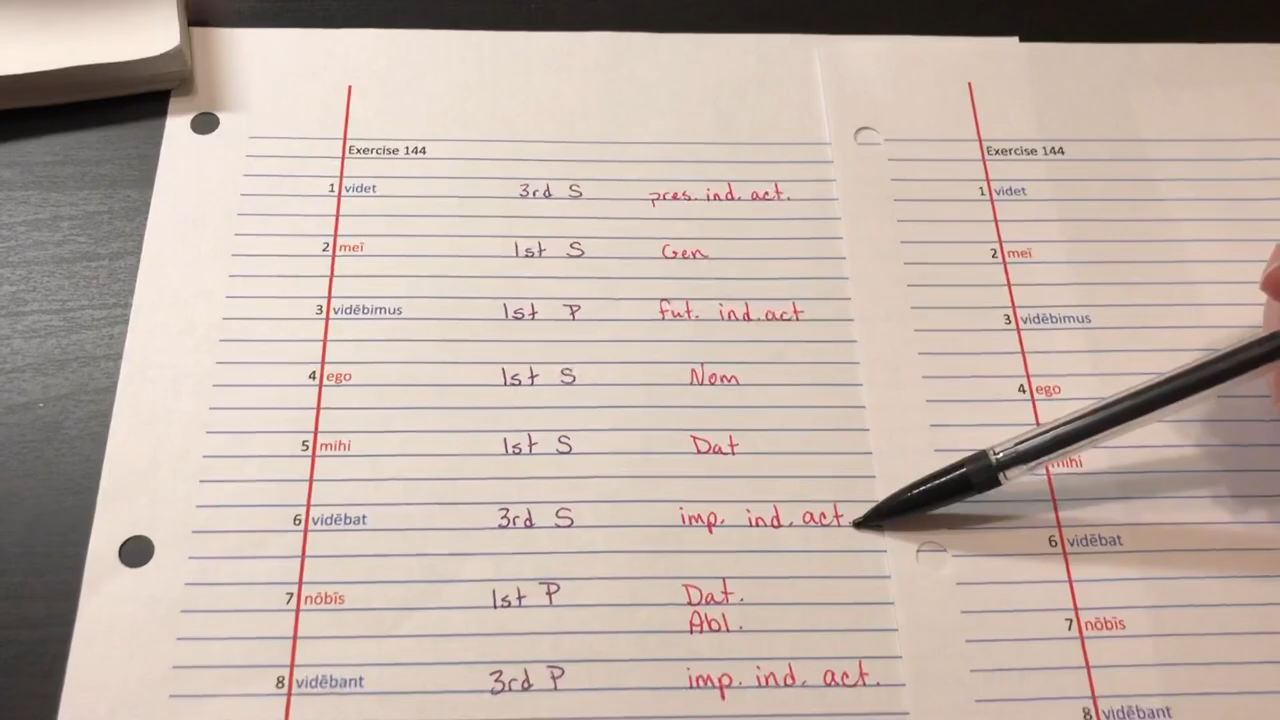 Exercise 144
1 videt 3rd S pres. ind. act.
2 meī 1st S Gen
3 vidēbimus 1st P fut. ind. act
4 ego 1st S Nom
5 mihi 1st S Dat
6 vidēbat 3rd S imp. ind. act.
7 nōbīs 1st P Dat.
Abl.
8 vidēbant 3rd P imp. ind. act.
Exercise 144
1 videt
2 meī
3 vidēbimus
4 ego
mihi
6 vidēbat
7 nōbīs
8 vidēbant